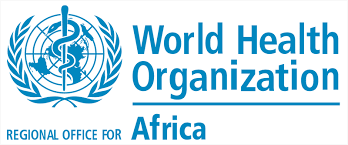 World Health
Organization
REGIONAL OFFICE FOR Africa